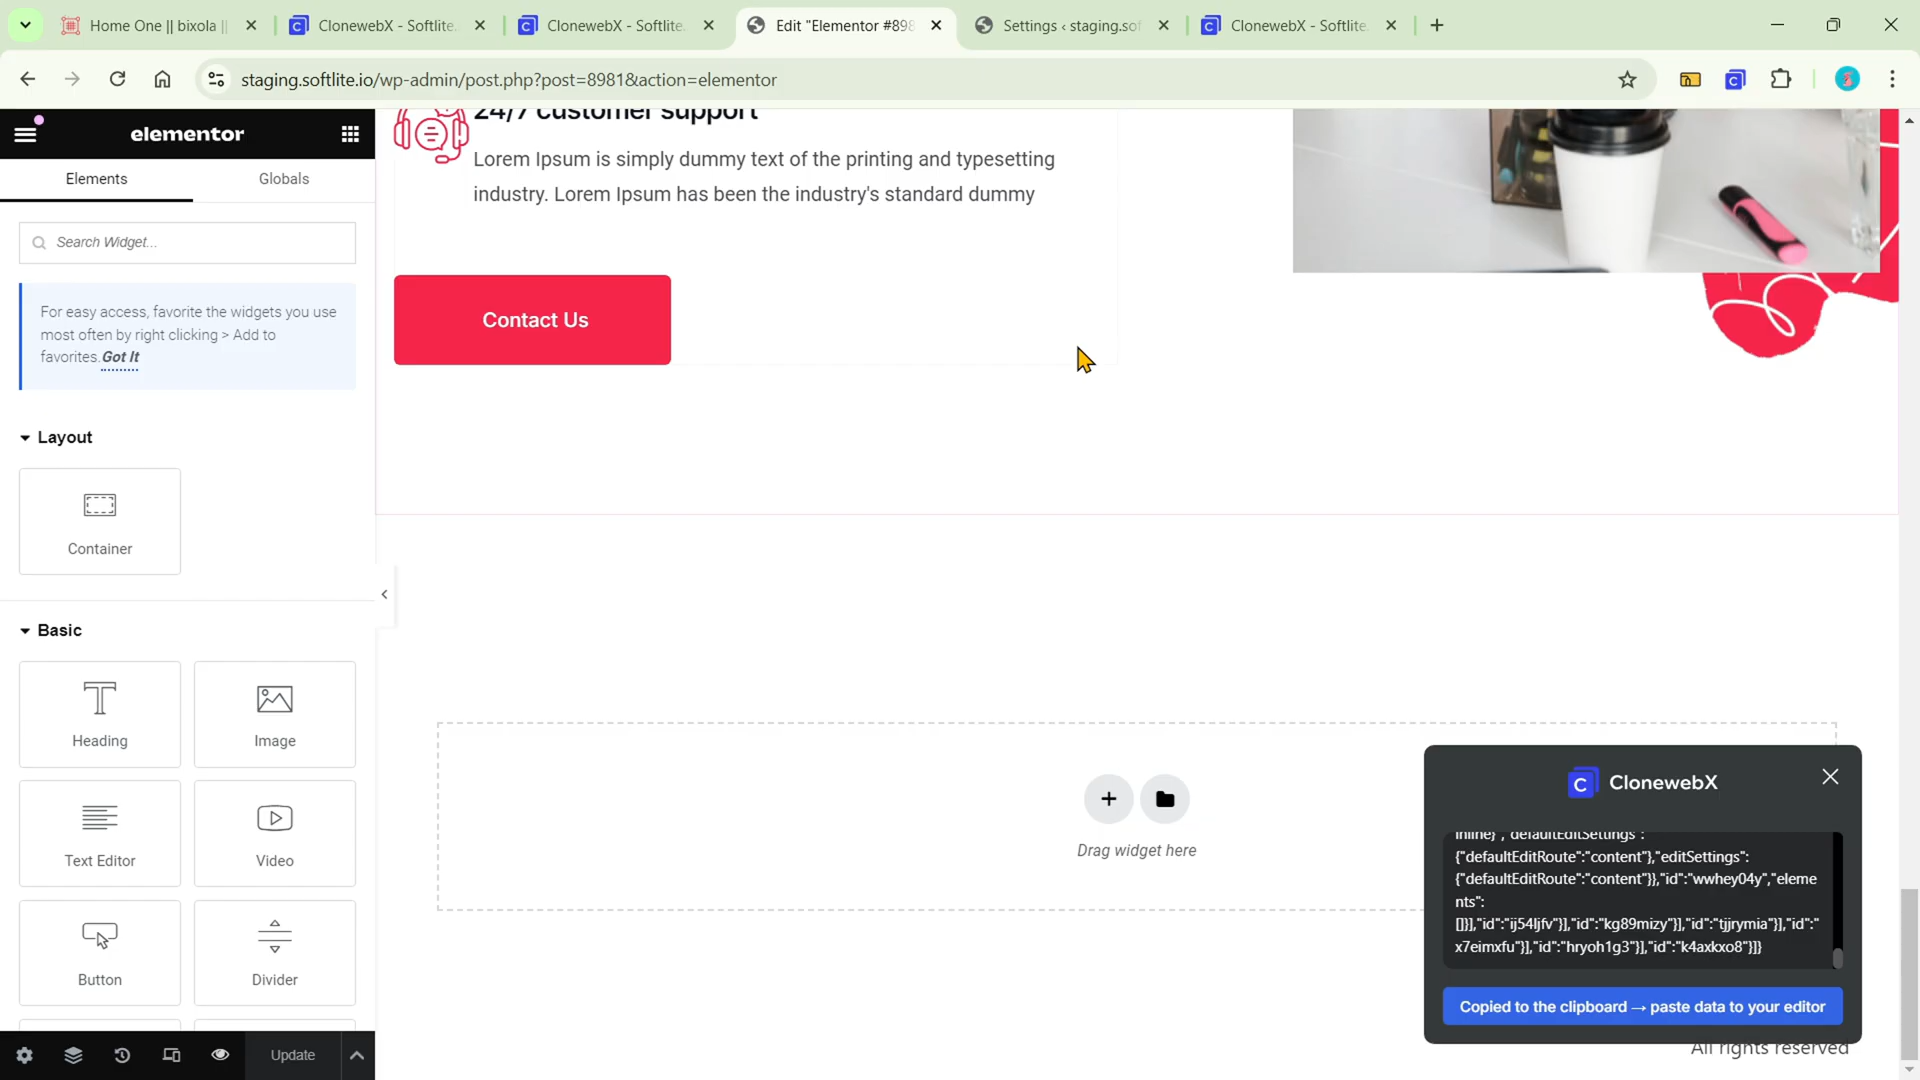 Home One || bixola ||
ClonewebX - Softlite.
ClonewebX - Softlite.
Edit "Elementor #898
Settings ‹ staging.sof
ClonewebX - Softlite
staging.softlite.io/wp-admin/post.php?post=8981&action=elementor
elementor
Elements
Globals
Search Widget...
For easy access, favorite the widgets you use
most often by right clicking > Add to
favorites. Got It
Layout
Container
Basic
Heading
Image
Text Editor
Video
Button
Divider
Update
24/7 customer support
Lorem Ipsum is simply dummy text of the printing and typesetting
industry. Lorem Ipsum has been the industry's standard dummy
Contact Us
Drag widget here
C ClonewebX
inline}","defaultEditSettings":
{"defaultEditRoute":"content"},"editSettings":
{"defaultEditRoute":"content"}},"id":"wwhey04y","eleme
nts":
[]}],"id":"ij54ljfv"}],"id":"kg89mizy"}],"id":"tjjrymia"}],"id":"
x7eimxfu"}],"id":"hryoh1g3"}],"id":"k4axkxo8"}]}
Copied to the clipboard → paste data to your editor
All rights reserved